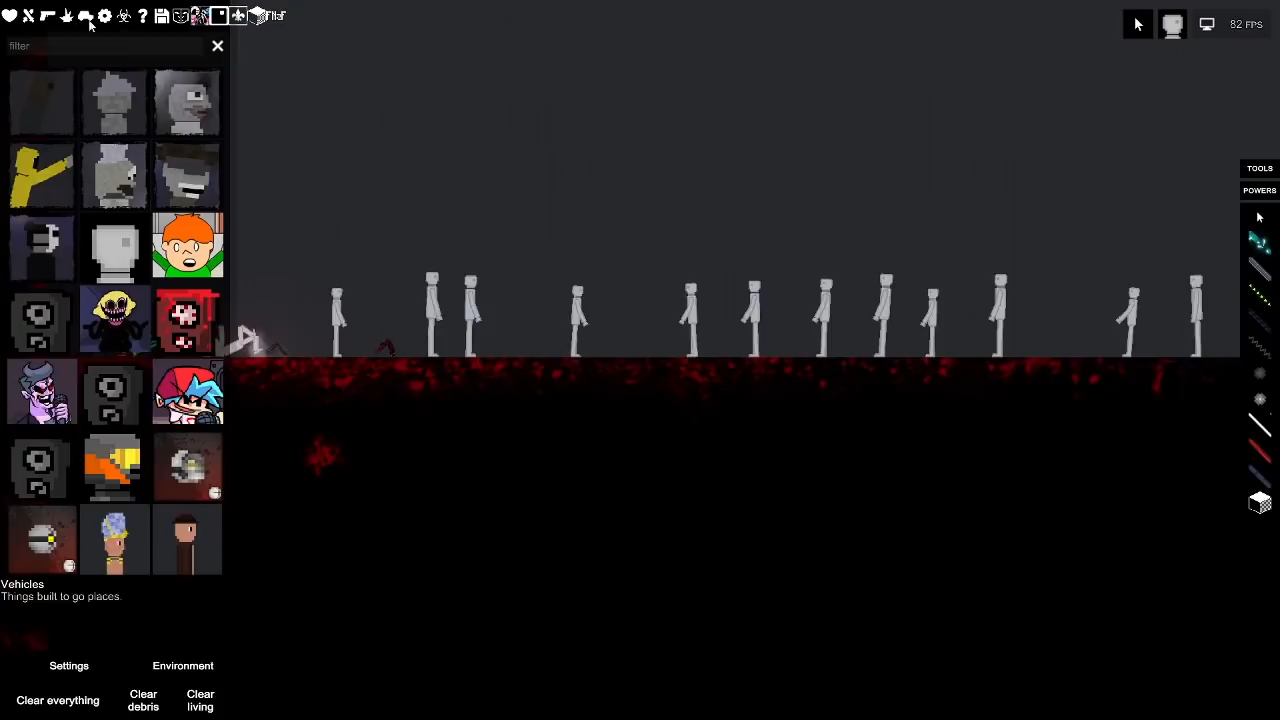 82 FPS
filter
TOOLS
POWERS
Vehicles
Things built to go places.
Settings
Environment
Clear everything
Clear debris
Clear living